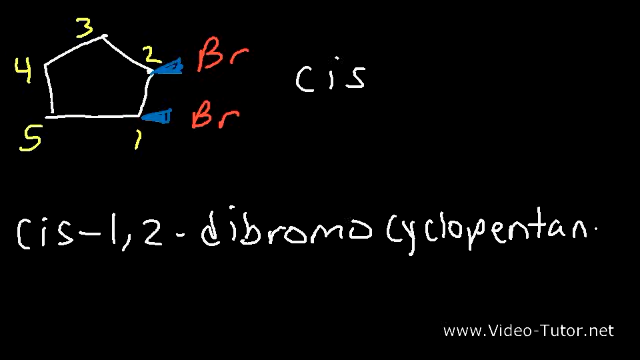 3
4
2
Br
cis
Br
5
1
cis-1,2-dibromocyclopentan
www.Video-Tutor.net